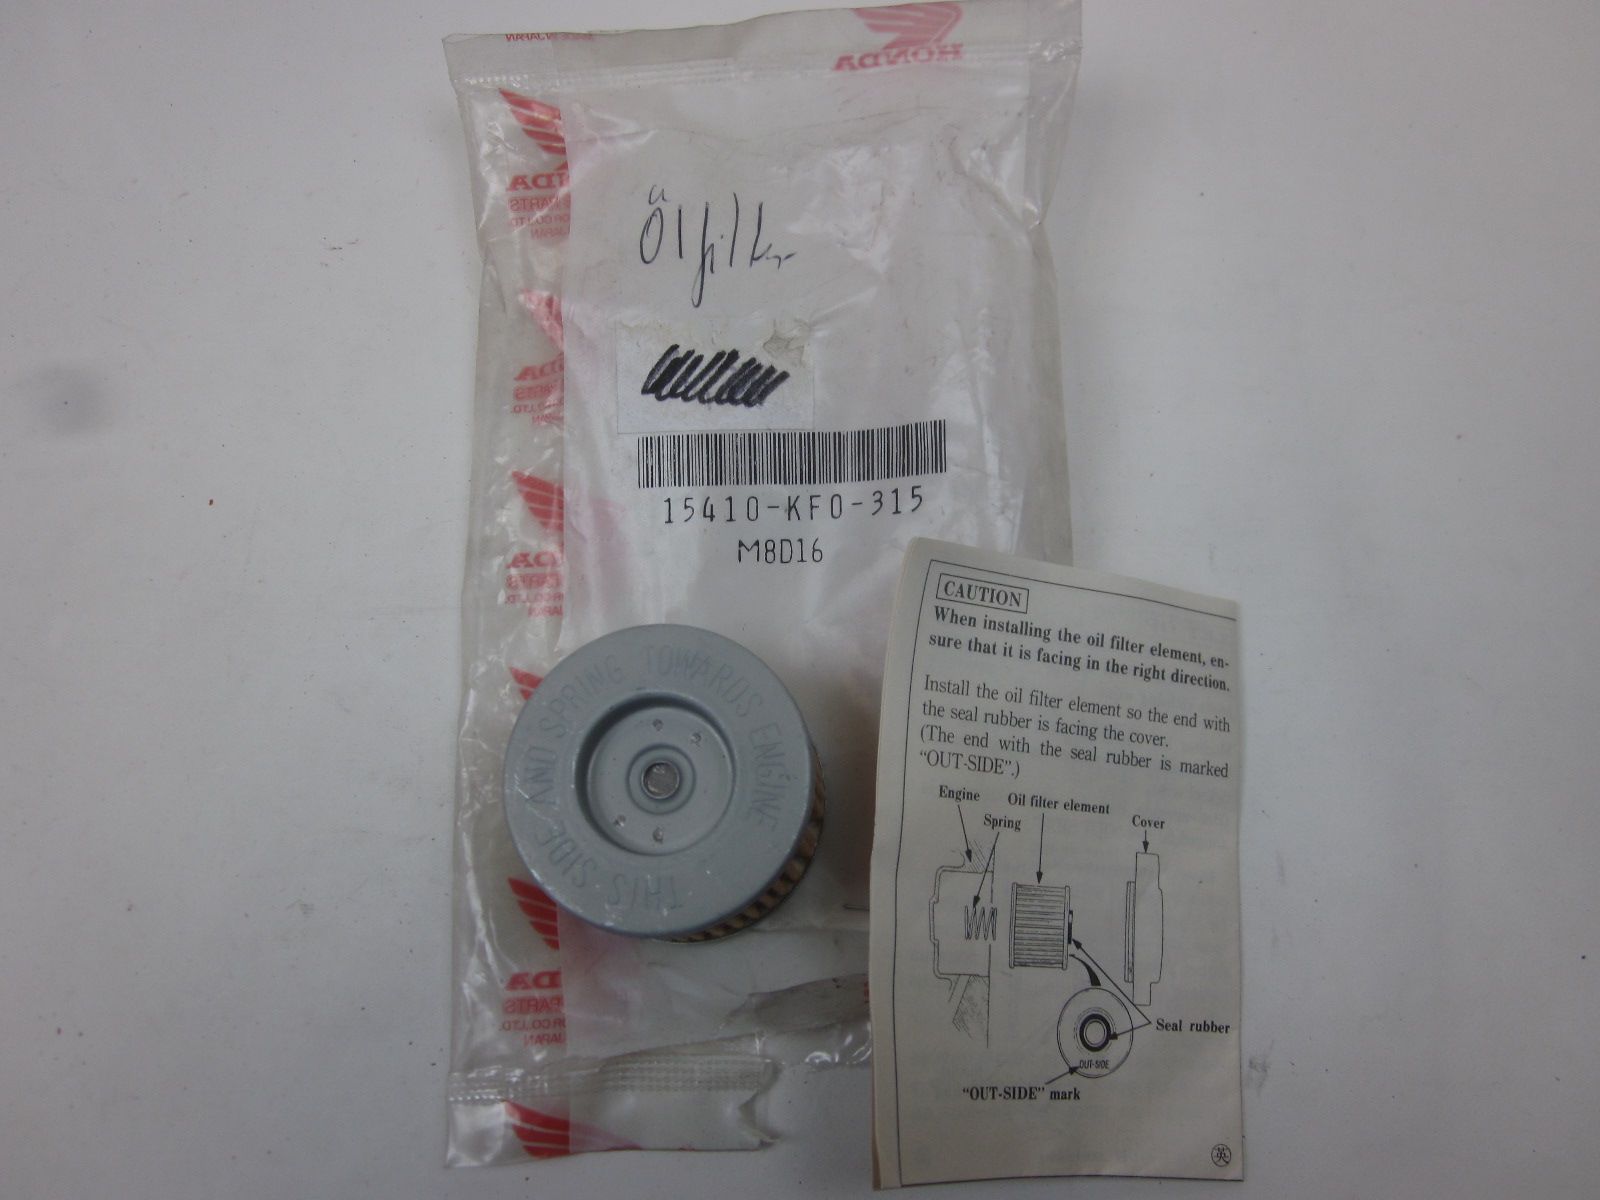 HONDA
Ölfilter
15410-KF0-315
M8D16
THIS SIDE AND SPRING TOWARDS ENGINE
CAUTION
When installing the oil filter element, en-
sure that it is facing in the right direction.
Install the oil filter element so the end with
the seal rubber is facing the cover.
(The end with the seal rubber is marked
“OUT-SIDE”.)
Engine
Oil filter element
Spring
Cover
Seal rubber
OUT-SIDE
“OUT-SIDE” mark
英